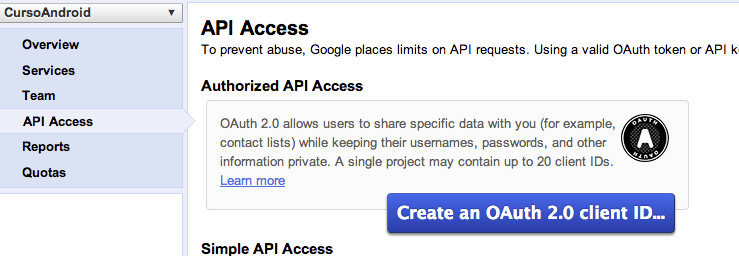 CursoAndroid
Overview
Services
Team
API Access
Reports
Quotas
API Access
To prevent abuse, Google places limits on API requests. Using a valid OAuth token or API
Authorized API Access
OAuth 2.0 allows users to share specific data with you (for example,
contact lists) while keeping their usernames, passwords, and other
information private. A single project may contain up to 20 client IDs.
Learn more
OAUTH
A
OAUTH
Create an OAuth 2.0 client ID...
Simple API Access